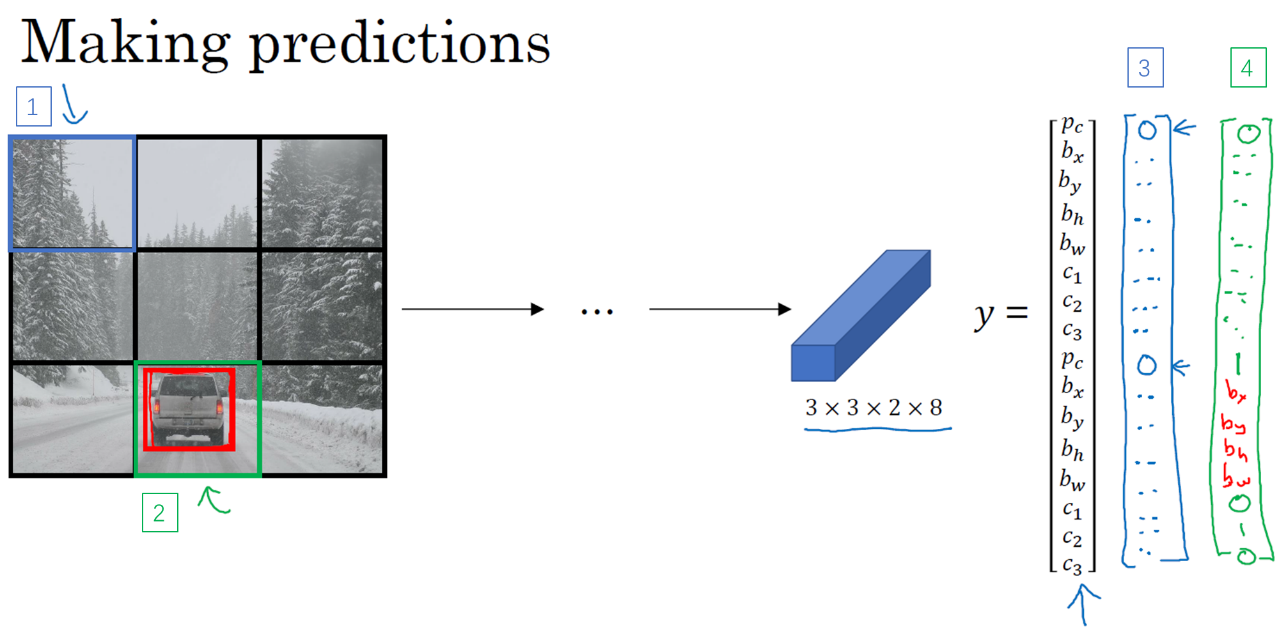 Making predictions
1
3
4
y =
p_c
b_x
b_y
b_h
b_w
c_1
c_2
c_3
p_c
b_x
b_y
b_h
b_w
c_1
c_2
c_3
0
0
0
1
b_x
b_y
b_h
b_w
0
1
0
...
3 × 3 × 2 × 8
2